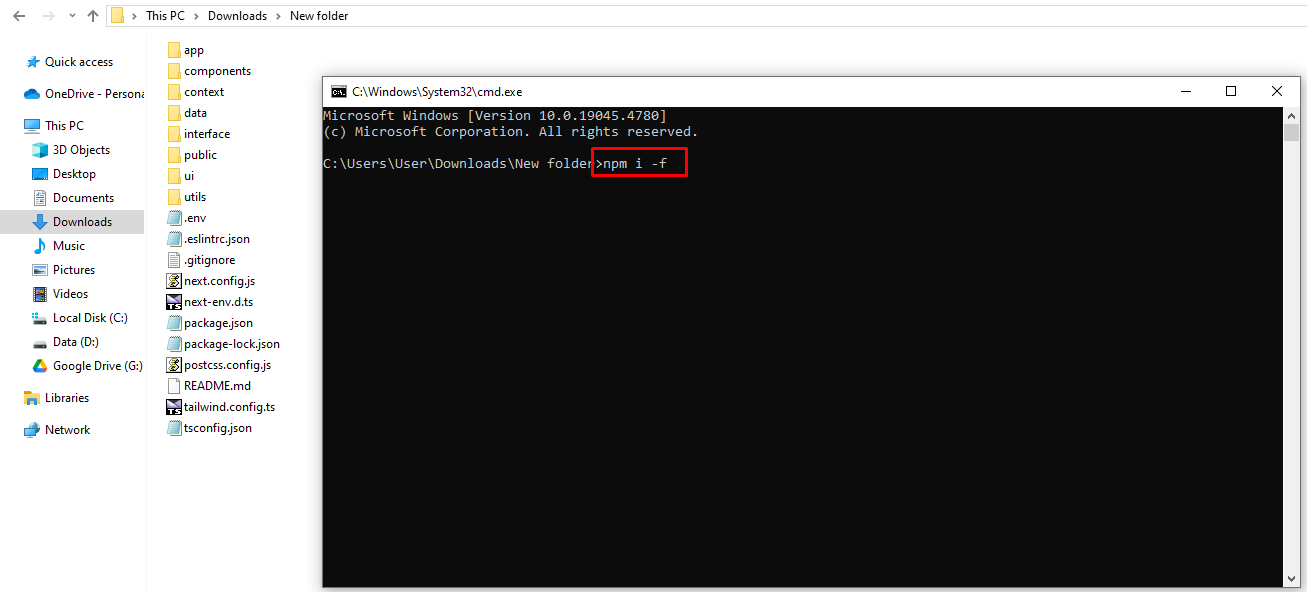 This PC > Downloads > New folder
Quick access
OneDrive - Persona
This PC
3D Objects
Desktop
Documents
Downloads
Music
Pictures
Videos
Local Disk (C:)
Data (D:)
Google Drive (G:)
Libraries
Network
app
components
context
data
interface
public
ui
utils
.env
.eslintrc.json
.gitignore
next.config.js
next-env.d.ts
package.json
package-lock.json
postcss.config.js
README.md
tailwind.config.ts
tsconfig.json
C:\Windows\System32\cmd.exe
Microsoft Windows [Version 10.0.19045.4780]
(c) Microsoft Corporation. All rights reserved.
C:\Users\User\Downloads\New folder>npm i -f